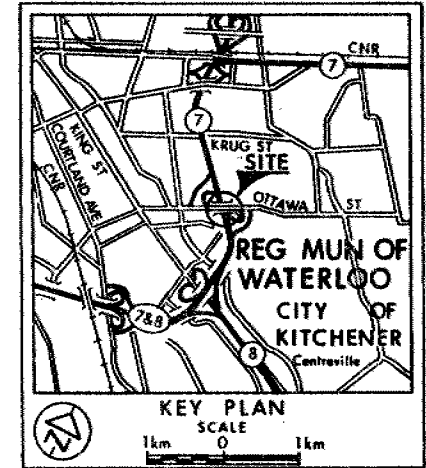 CNR
7
7
KRUG ST
SITE
KING ST
COURTLAND AVE
CNR
OTTAWA ST
REG MUN OF
WATERLOO
CITY OF
KITCHENER
Centreville
7&8
8
KEY PLAN
SCALE
1km 0 1km
N